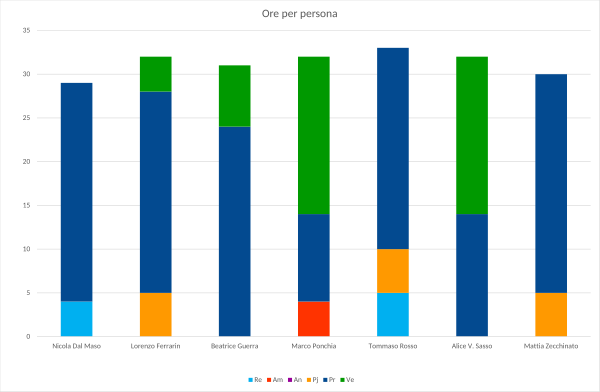 Ore per persona
35
30
25
20
15
10
5
0
Nicola Dal Maso Lorenzo Ferrarin Beatrice Guerra Marco Ponchia Tommaso Rosso Alice V. Sasso Mattia Zecchinato
Re Am An Pj Pr Ve